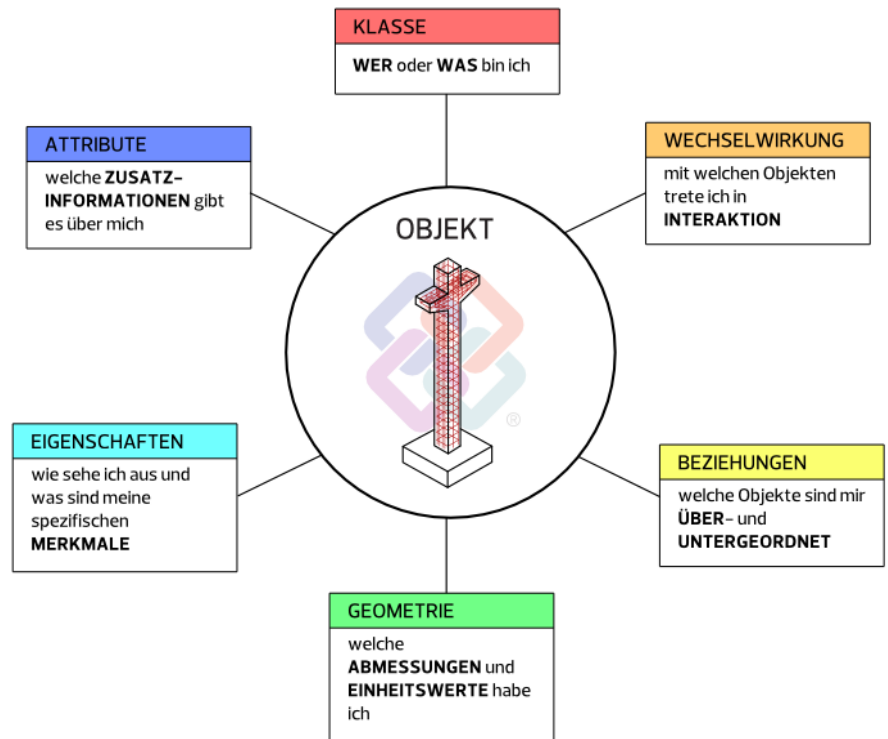 KLASSE
WER oder WAS bin ich
ATTRIBUTE
welche ZUSATZ-
INFORMATIONEN gibt
es über mich
WECHSELWIRKUNG
mit welchen Objekten
trete ich in
INTERAKTION
OBJEKT
®
EIGENSCHAFTEN
wie sehe ich aus und
was sind meine
spezifischen
MERKMALE
BEZIEHUNGEN
welche Objekte sind mir
ÜBER- und
UNTERGEORDNET
GEOMETRIE
welche
ABMESSUNGEN und
EINHEITSWERTE habe
ich